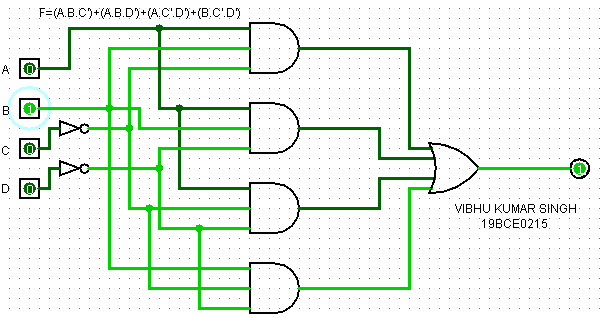 F=(A.B.C')+(A.B.D')+(A.C'.D')+(B.C'.D')
A 0
B 1
1
C 0
D 0
VIBHU KUMAR SINGH
19BCE0215